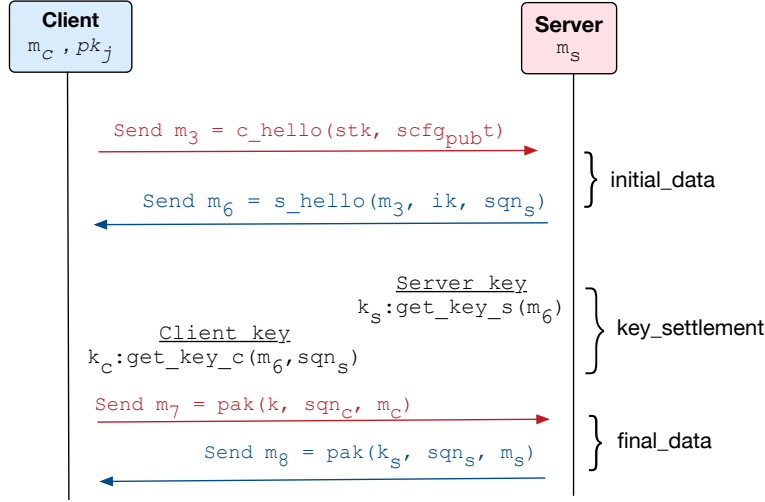 Client
m_c , pk_j
Server
m_s
Send m_3 = c_hello(stk, scfg_pub t)
initial_data
Send m_6 = s_hello(m_3, ik, sqn_s)
Server key
k_s:get_key_s(m_6)
key_settlement
Client key
k_c:get_key_c(m_6,sqn_s)
Send m_7 = pak(k, sqn_c, m_c)
final_data
Send m_8 = pak(k_s, sqn_s, m_s)